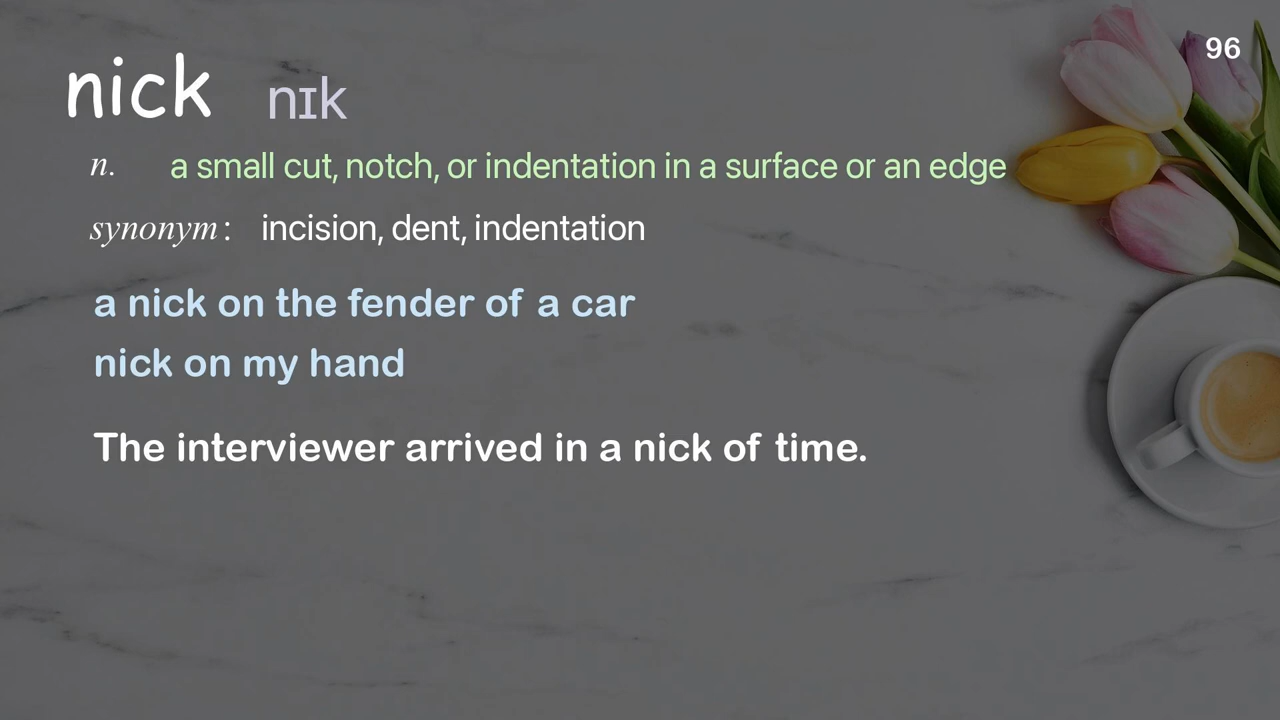 96
nick nɪk
n. a small cut, notch, or indentation in a surface or an edge
synonym: incision, dent, indentation
a nick on the fender of a car
nick on my hand
The interviewer arrived in a nick of time.